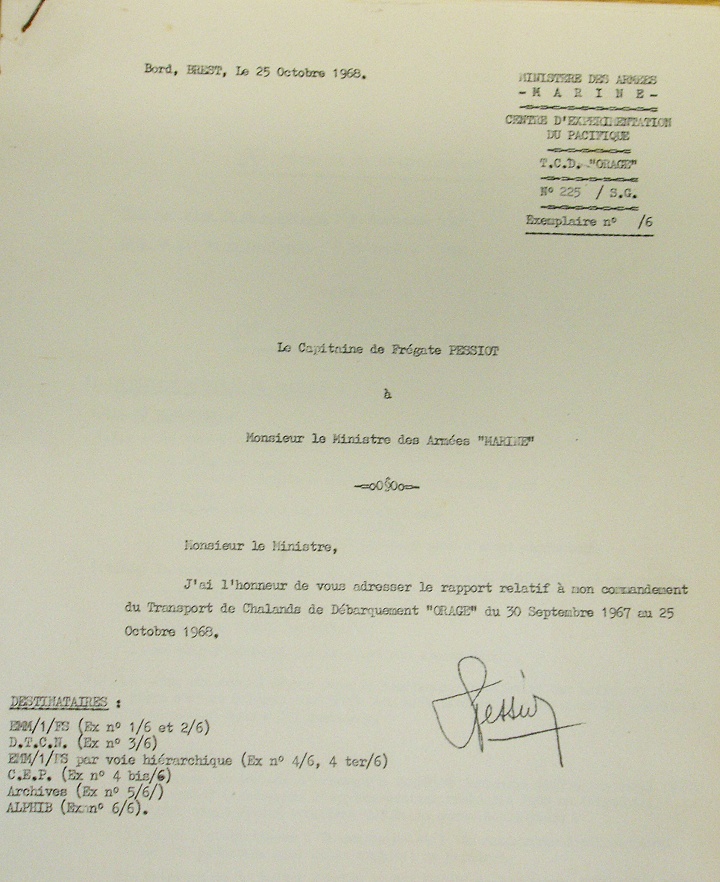 Bord, BREST, Le 25 Octobre 1968.
MINISTERE DES ARMEES
- M A R I N E -
CENTRE D'EXPERIMENTATION
DU PACIFIQUE
T.C.D. "ORAGE"
N° 225 / S.G.
Exemplaire n° /6
Le Capitaine de Frégate PESSIOT
à
Monsieur le Ministre des Armées "MARINE"
-=oO§Oo=-
Monsieur le Ministre,
J'ai l'honneur de vous adresser le rapport relatif à mon commandement
du Transport de Chalands de Débarquement "ORAGE" du 30 Septembre 1967 au 25
Octobre 1968.
Pessiot
DESTINATAIRES :
EMM/1/FS (Ex n° 1/6 et 2/6)
D.T.C.N. (Ex n° 3/6)
EMM/1/FS par voie hiérarchique (Ex n° 4/6, 4 ter/6)
C.E.P. (Ex n° 4 bis/6)
Archives (Ex n° 5/6/)
ALPHIB (Ex n° 6/6).